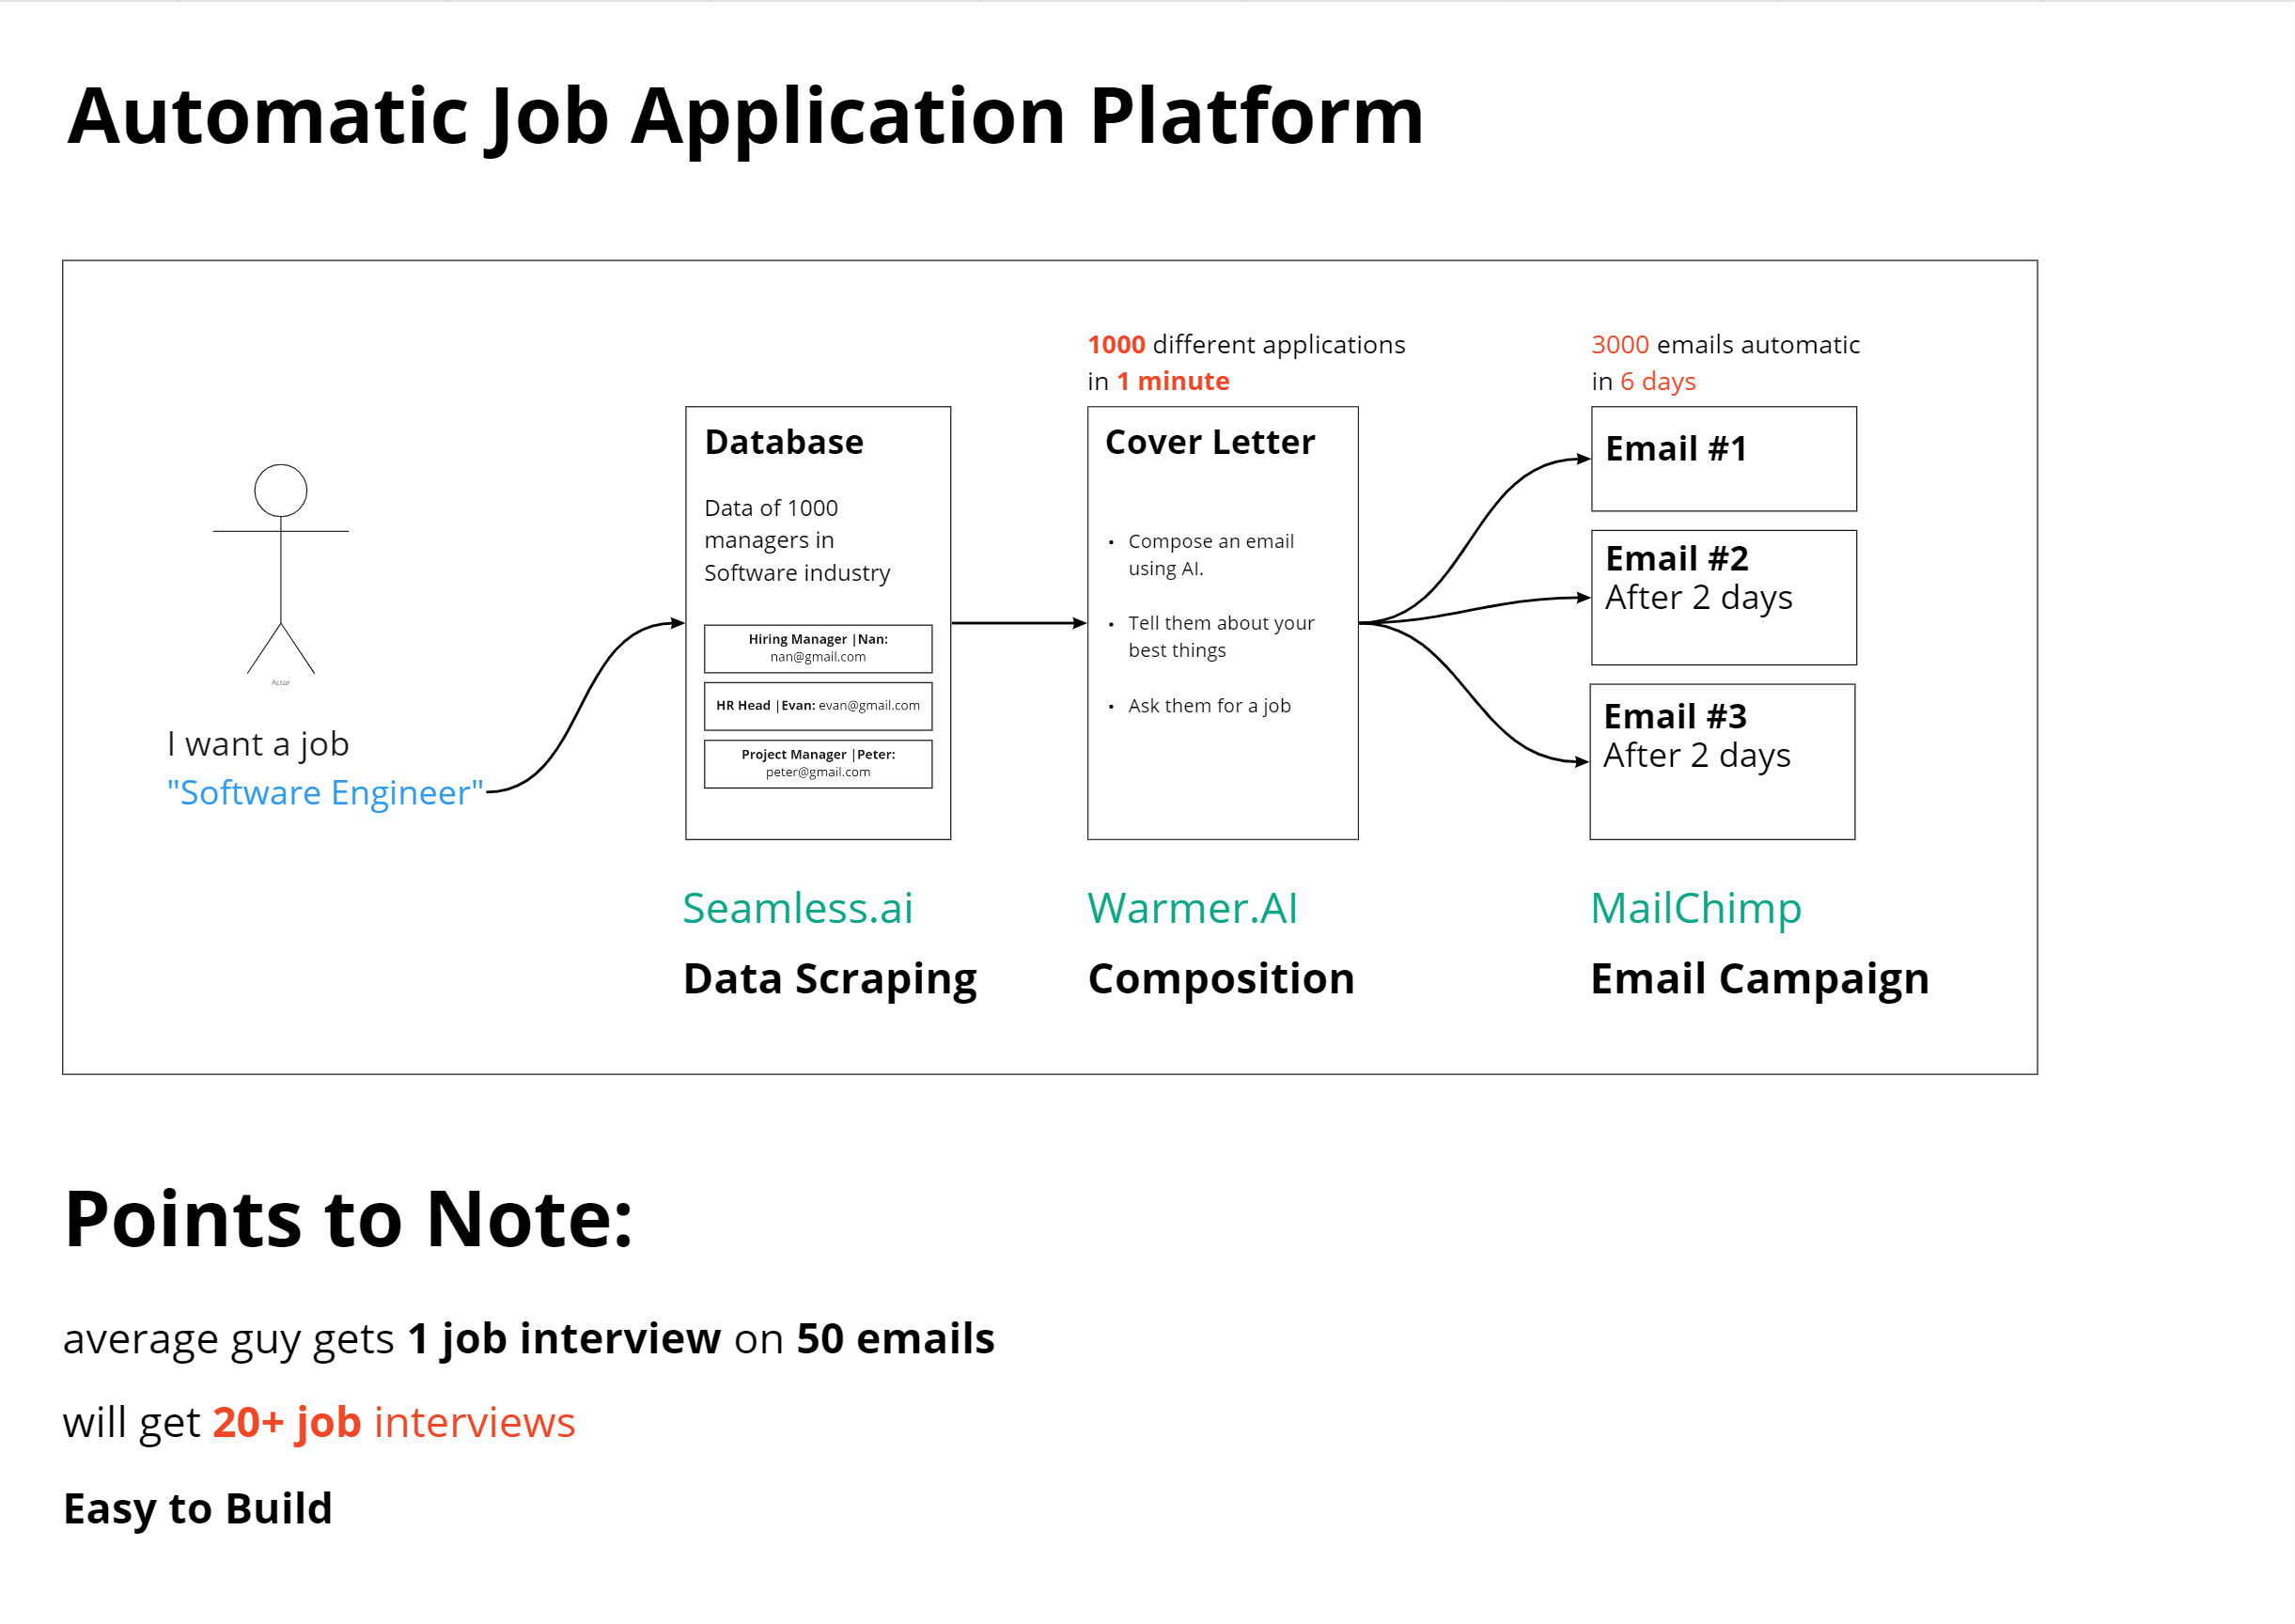 Automatic Job Application Platform
1000 different applications
in 1 minute
3000 emails automatic
in 6 days
Actor
I want a job
"Software Engineer"
Database
Data of 1000
managers in
Software industry
Hiring Manager |Nan:
nan@gmail.com
HR Head |Evan: evan@gmail.com
Project Manager |Peter:
peter@gmail.com
Seamless.ai
Data Scraping
Cover Letter
• Compose an email
using AI.
• Tell them about your
best things
• Ask them for a job
Warmer.AI
Composition
Email #1
Email #2
After 2 days
Email #3
After 2 days
MailChimp
Email Campaign
Points to Note:
average guy gets 1 job interview on 50 emails
will get 20+ job interviews
Easy to Build